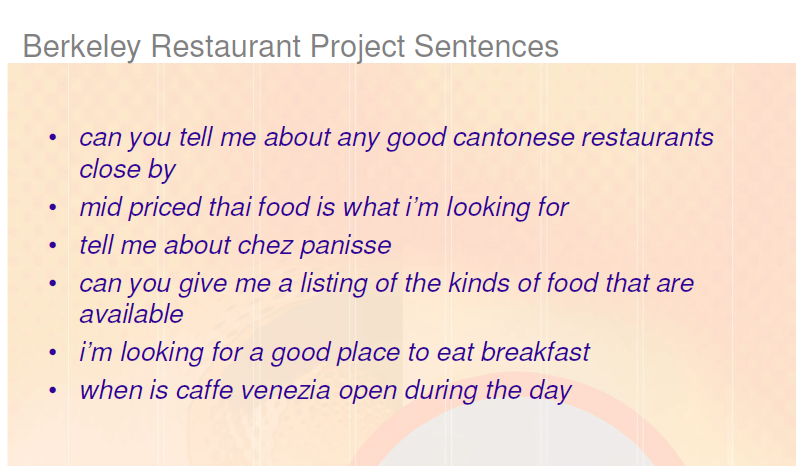 Berkeley Restaurant Project Sentences
• can you tell me about any good cantonese restaurants
close by
• mid priced thai food is what i’m looking for
• tell me about chez panisse
• can you give me a listing of the kinds of food that are
available
• i’m looking for a good place to eat breakfast
• when is caffe venezia open during the day